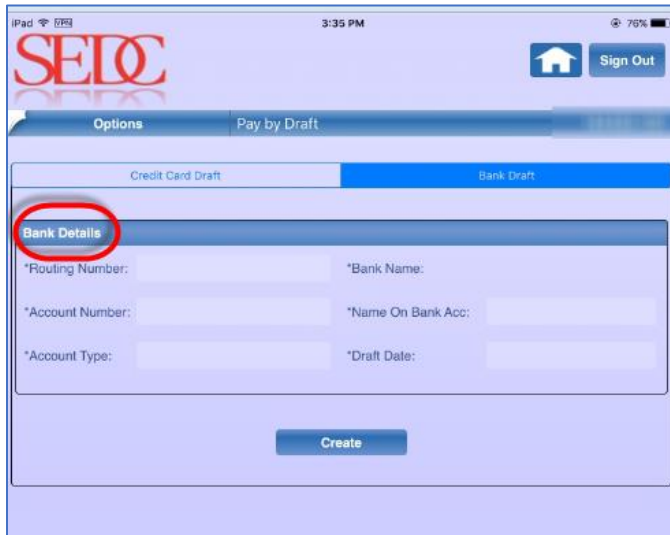 iPad VPN 3:35 PM 76%
SEDC
Sign Out
Options Pay by Draft
Credit Card Draft Bank Draft
Bank Details
*Routing Number: *Bank Name:
*Account Number: *Name On Bank Acc:
*Account Type: *Draft Date:
Create